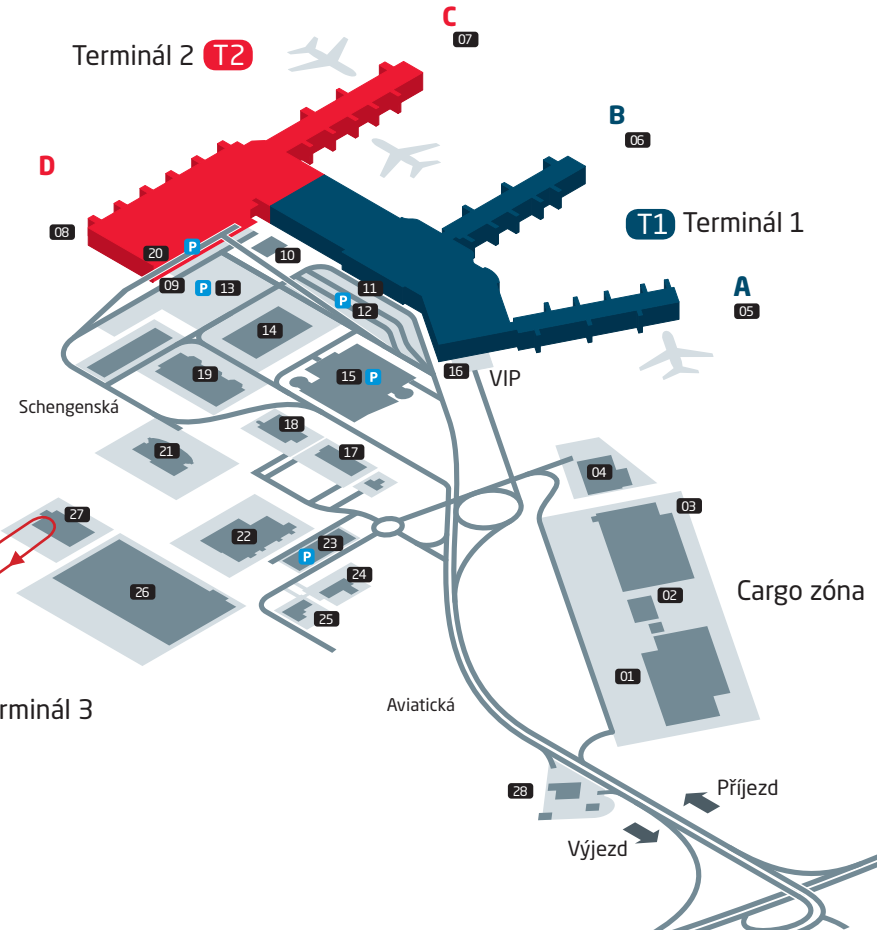 C
07
Terminál 2 T2
B
06
D
T1 Terminál 1
08
20
P
10
A
05
09
P
13
11
P
12
14
16
VIP
19
15
P
Schengenská
18
21
17
04
03
27
22
23
P
24
02
26
25
Cargo zóna
01
rminál 3
Aviatická
28
Příjezd
Výjezd